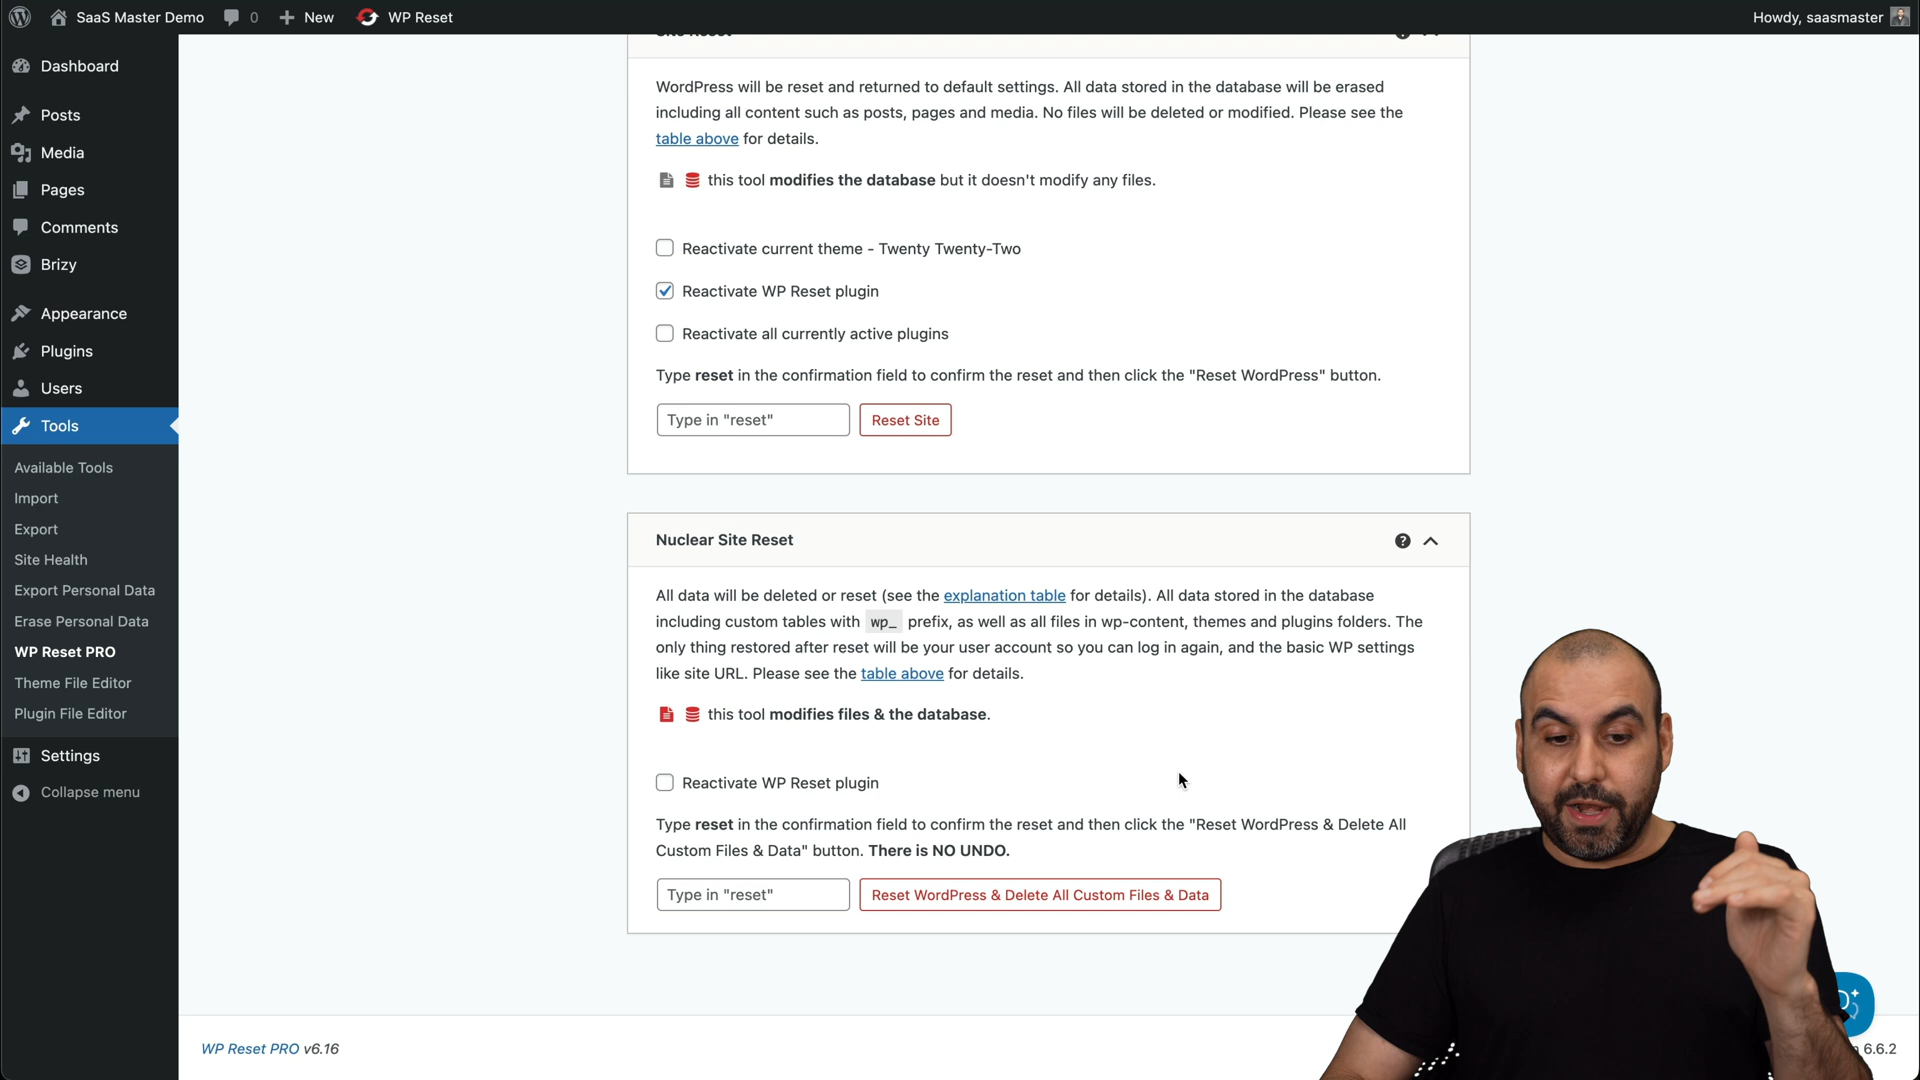 SaaS Master Demo 0 New WP Reset Howdy, saasmaster
Dashboard
Posts
Media
Pages
Comments
Brizy
Appearance
Plugins
Users
Tools
Available Tools
Import
Export
Site Health
Export Personal Data
Erase Personal Data
WP Reset PRO
Theme File Editor
Plugin File Editor
Settings
Collapse menu
Site Reset
WordPress will be reset and returned to default settings. All data stored in the database will be erased
including all content such as posts, pages and media. No files will be deleted or modified. Please see the
table above for details.
this tool modifies the database but it doesn't modify any files.
Reactivate current theme - Twenty Twenty-Two
Reactivate WP Reset plugin
Reactivate all currently active plugins
Type reset in the confirmation field to confirm the reset and then click the "Reset WordPress" button.
Type in "reset" Reset Site
Nuclear Site Reset
All data will be deleted or reset (see the explanation table for details). All data stored in the database
including custom tables with wp_ prefix, as well as all files in wp-content, themes and plugins folders. The
only thing restored after reset will be your user account so you can log in again, and the basic WP settings
like site URL. Please see the table above for details.
this tool modifies files & the database.
Reactivate WP Reset plugin
Type reset in the confirmation field to confirm the reset and then click the "Reset WordPress & Delete All
Custom Files & Data" button. There is NO UNDO.
Type in "reset" Reset WordPress & Delete All Custom Files & Data
WP Reset PRO v6.16
6.6.2